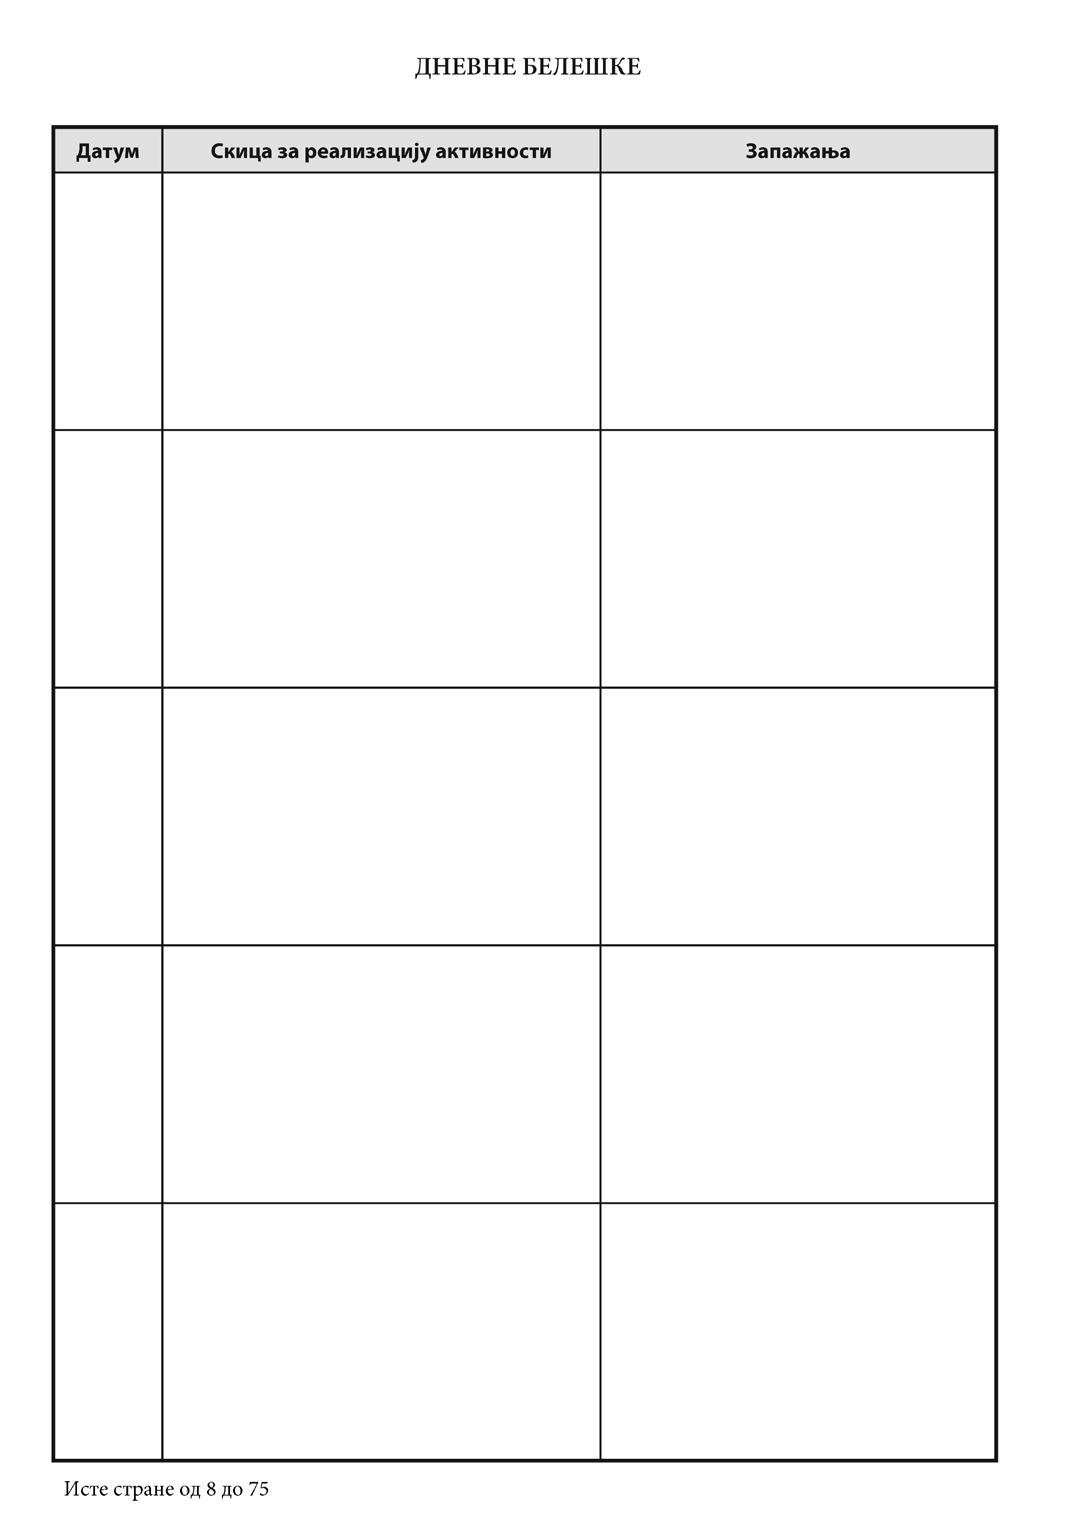 ДНЕВНЕ БЕЛЕШКЕ
Датум Скица за реализацију активности Запажања
Исте стране од 8 до 75